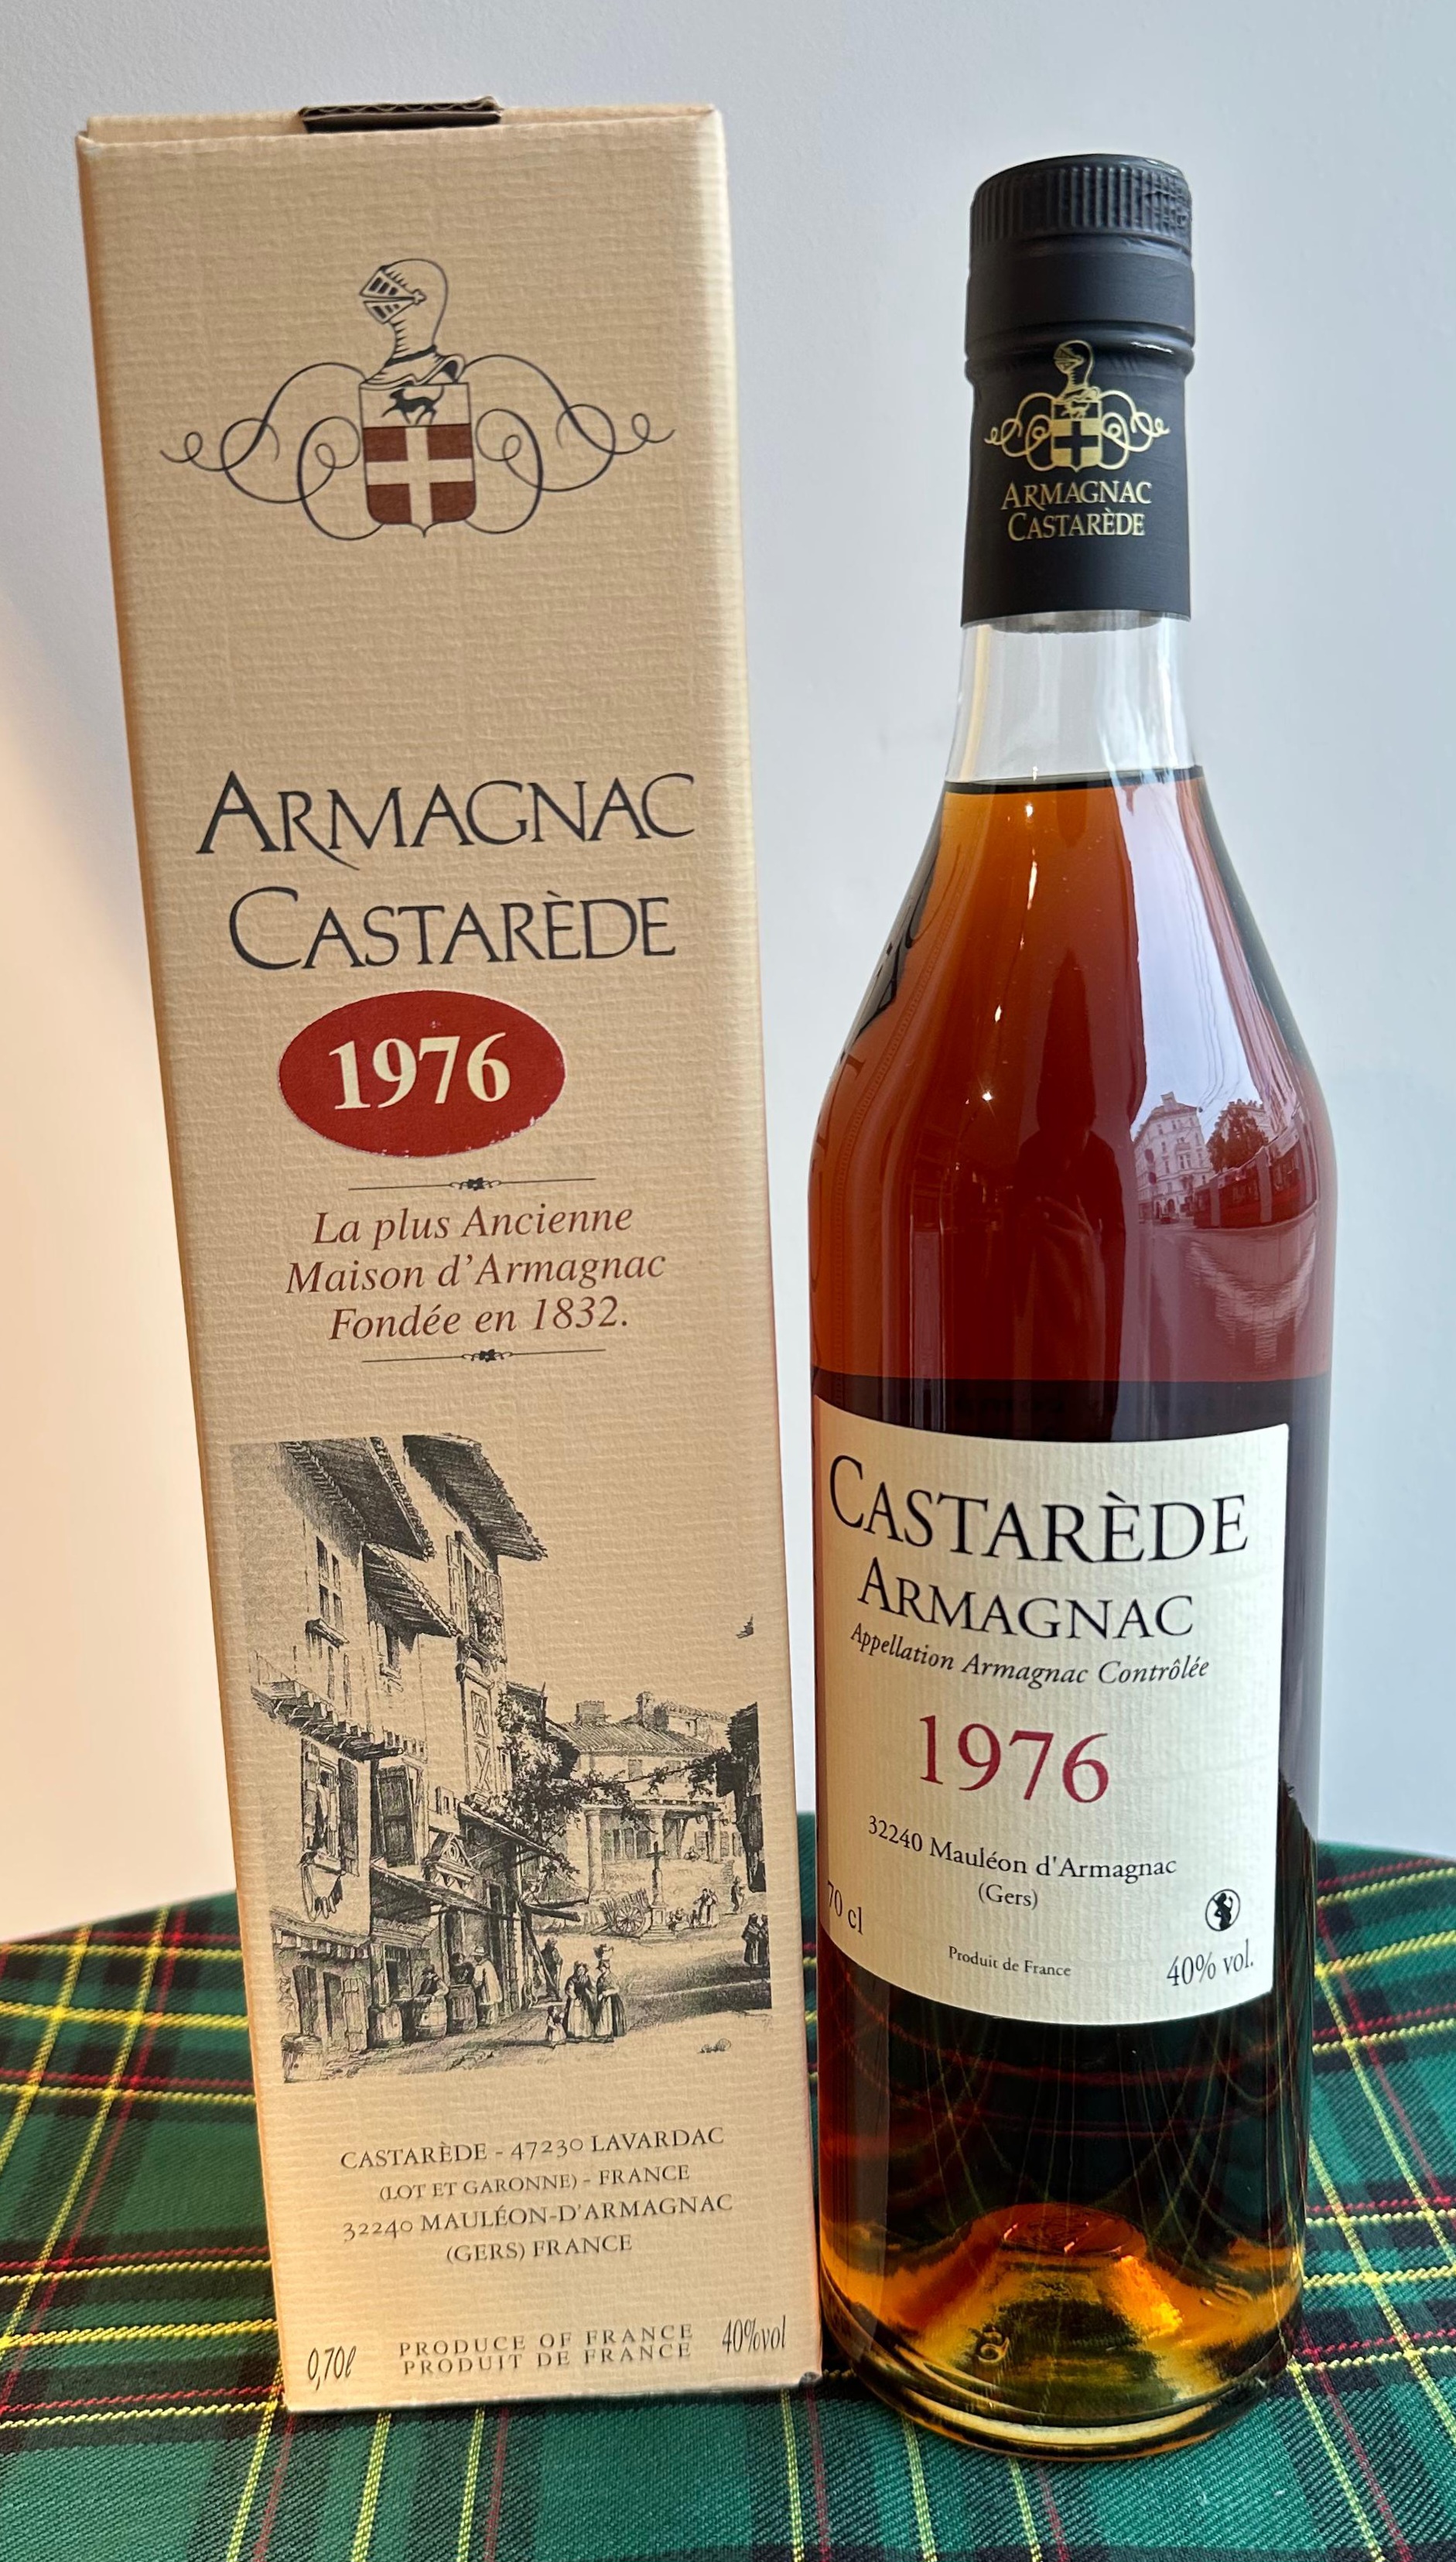 ARMAGNAC
CASTARÈDE
1976
La plus Ancienne
Maison d'Armagnac
Fondée en 1832.
CASTARÈDE - 47230 LAVARDAC
(LOT ET GARONNE) - FRANCE
32240 MAULÉON-D'ARMAGNAC
(GERS) FRANCE
0,70ℓ
PRODUCE OF FRANCE
PRODUIT DE FRANCE
40%vol
ARMAGNAC
CASTARÈDE
CASTARÈDE
ARMAGNAC
Appellation Armagnac Contrôlée
1976
32240 Mauléon d'Armagnac
(Gers)
70 cl
Produit de France
40% vol.